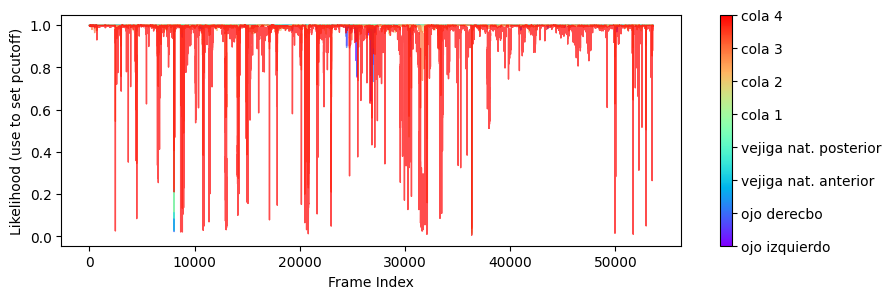 Likelihood (use to set pcutoff)
1.0
0.8
0.6
0.4
0.2
0.0
0
10000
20000
30000
40000
50000
Frame Index
cola 4
cola 3
cola 2
cola 1
vejiga nat. posterior
vejiga nat. anterior
ojo derecbo
ojo izquierdo